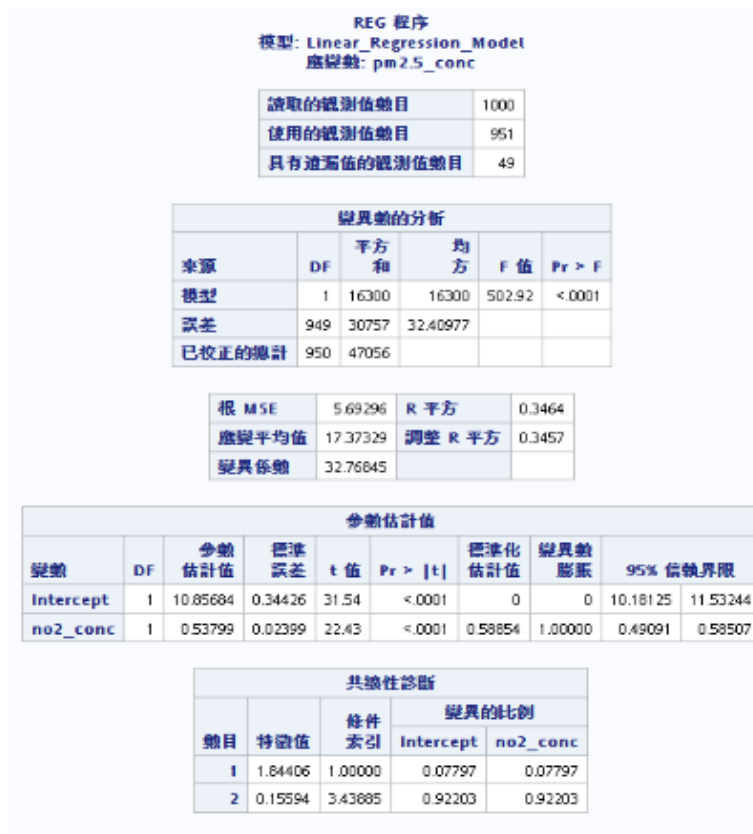 REG 程序
模型: Linear_Regression_Model
應變數: pm2.5_conc
讀取的觀測值數目 1000
使用的觀測值數目 951
具有遺漏值的觀測值數目 49
變異數的分析
來源 DF 平方和 均方 F 值 Pr > F
模型 1 16300 16300 502.92 <.0001
誤差 949 30757 32.40977
已校正的總計 950 47056
根 MSE 5.69296 R 平方 0.3464
應變平均值 17.37329 調整 R 平方 0.3457
變異係數 32.76845
參數估計值
變數 DF 參數估計值 標準誤差 t 值 Pr > |t| 標準化估計值 變異數膨脹 95% 信賴界限
Intercept 1 10.85684 0.34426 31.54 <.0001 0 0 10.18125 11.53244
no2_conc 1 0.53799 0.02399 22.43 <.0001 0.58854 1.00000 0.49091 0.58507
共線性診斷
數目 特徵值 條件索引 變異的比例
Intercept no2_conc
1 1.84406 1.00000 0.07797 0.07797
2 0.15594 3.43885 0.92203 0.92203